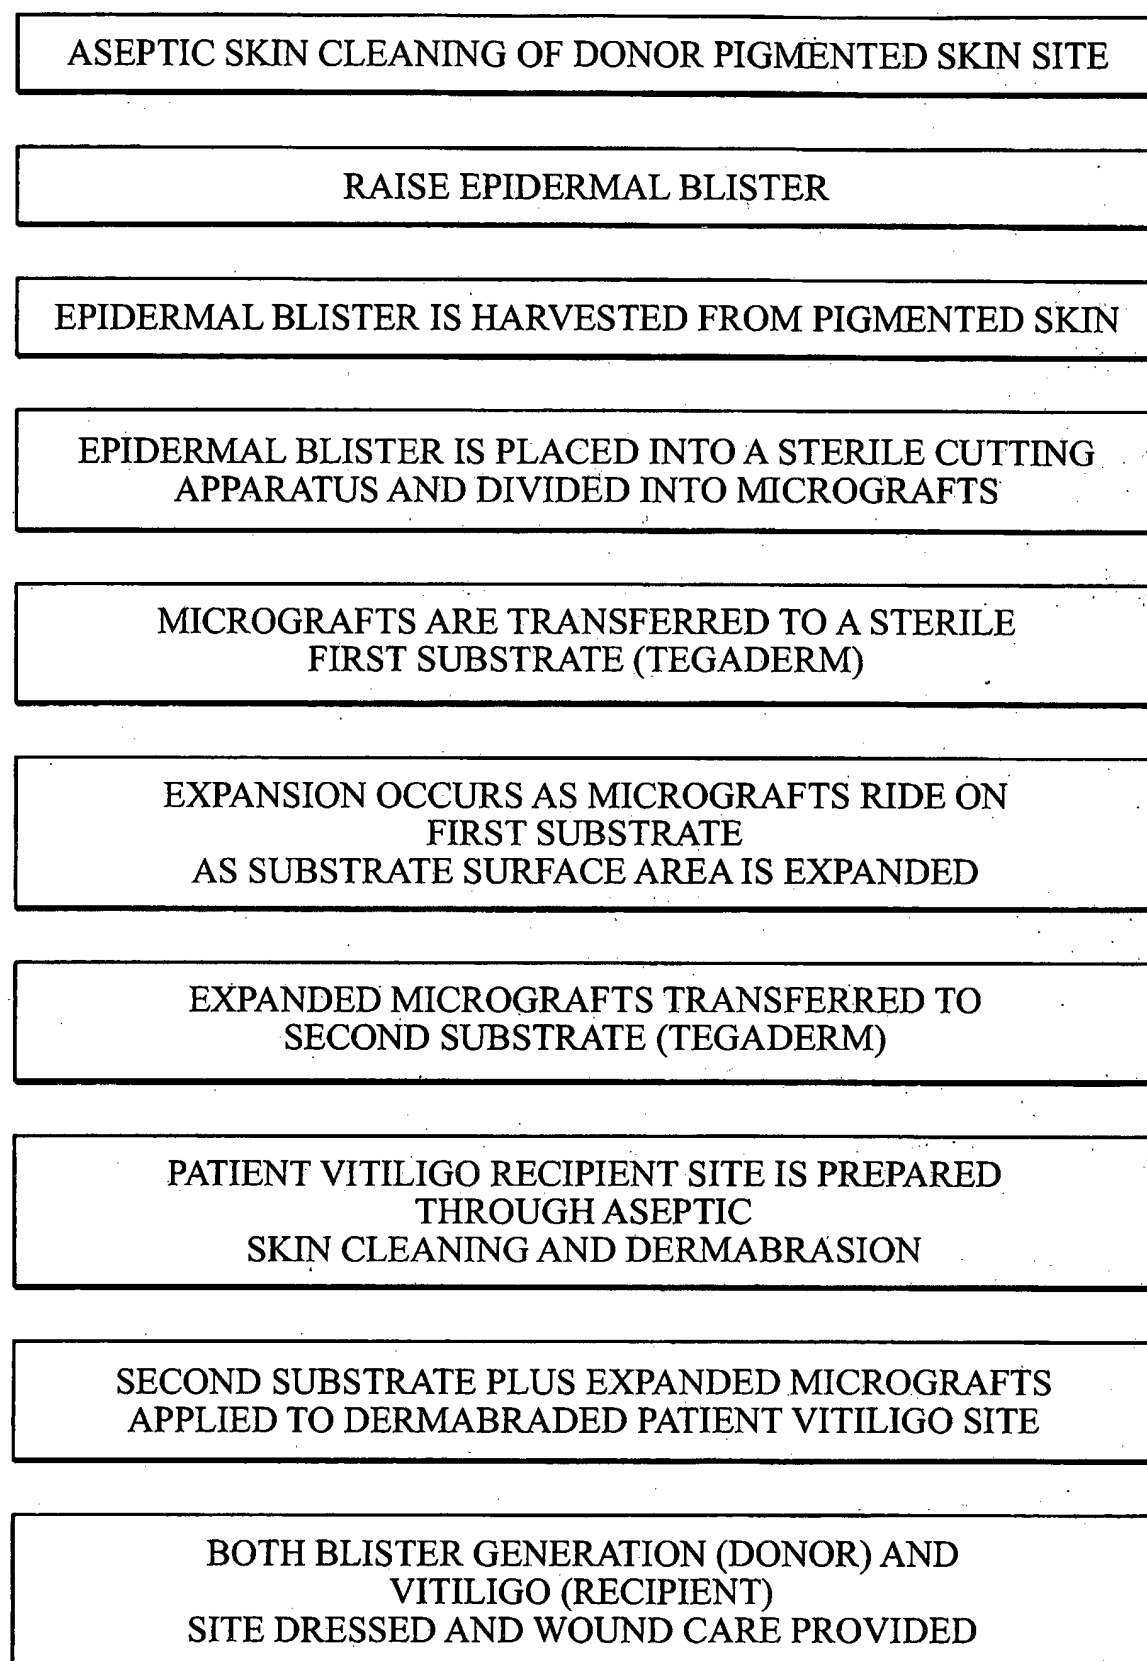 ASEPTIC SKIN CLEANING OF DONOR PIGMENTED SKIN SITE
RAISE EPIDERMAL BLISTER
EPIDERMAL BLISTER IS HARVESTED FROM PIGMENTED SKIN
EPIDERMAL BLISTER IS PLACED INTO A STERILE CUTTING
APPARATUS AND DIVIDED INTO MICROGRAFTS
MICROGRAFTS ARE TRANSFERRED TO A STERILE
FIRST SUBSTRATE (TEGADERM)
EXPANSION OCCURS AS MICROGRAFTS RIDE ON
FIRST SUBSTRATE
AS SUBSTRATE SURFACE AREA IS EXPANDED
EXPANDED MICROGRAFTS TRANSFERRED TO
SECOND SUBSTRATE (TEGADERM)
PATIENT VITILIGO RECIPIENT SITE IS PREPARED
THROUGH ASEPTIC
SKIN CLEANING AND DERMABRASION
SECOND SUBSTRATE PLUS EXPANDED MICROGRAFTS
APPLIED TO DERMABRADED PATIENT VITILIGO SITE
BOTH BLISTER GENERATION (DONOR) AND
VITILIGO (RECIPIENT)
SITE DRESSED AND WOUND CARE PROVIDED